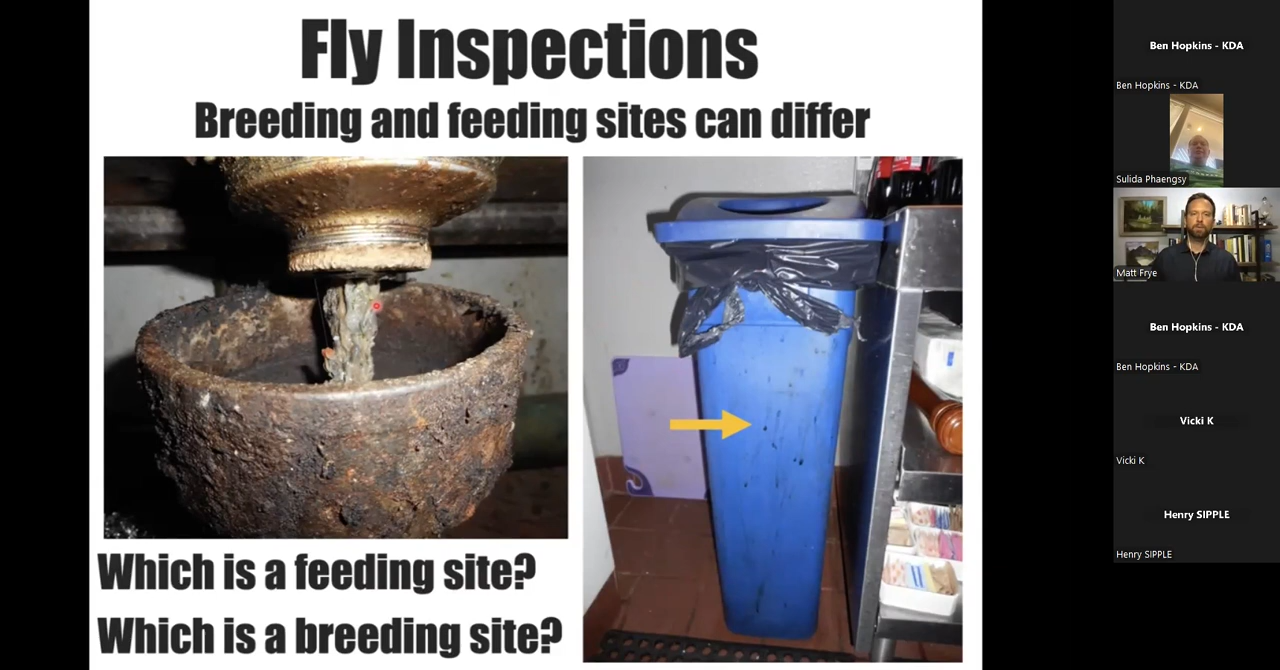 Fly Inspections
Breeding and feeding sites can differ
Which is a feeding site?
Which is a breeding site?
Ben Hopkins - KDA
Ben Hopkins - KDA
Sulida Phaengsy
Matt Frye
Ben Hopkins - KDA
Ben Hopkins - KDA
Vicki K
Vicki K
Henry SIPPLE
Henry SIPPLE